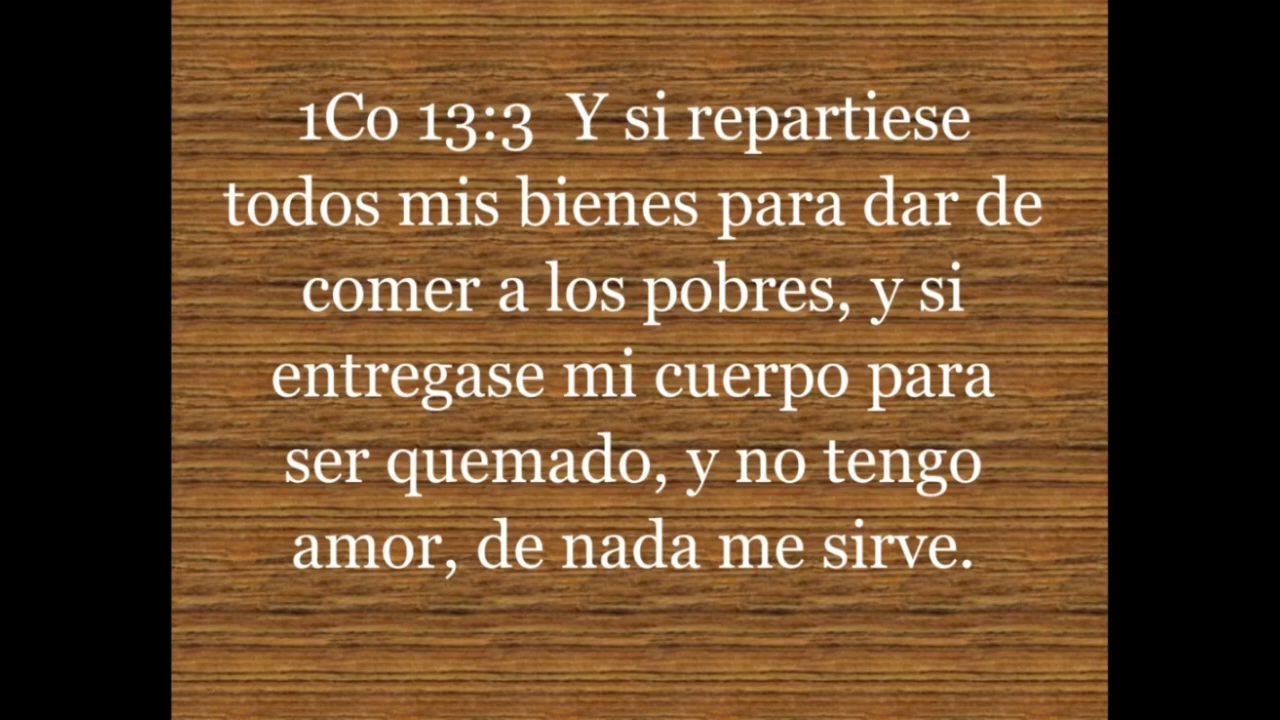 1Co 13:3  Y si repartiese
todos mis bienes para dar de
comer a los pobres, y si
entregase mi cuerpo para
ser quemado, y no tengo
amor, de nada me sirve.